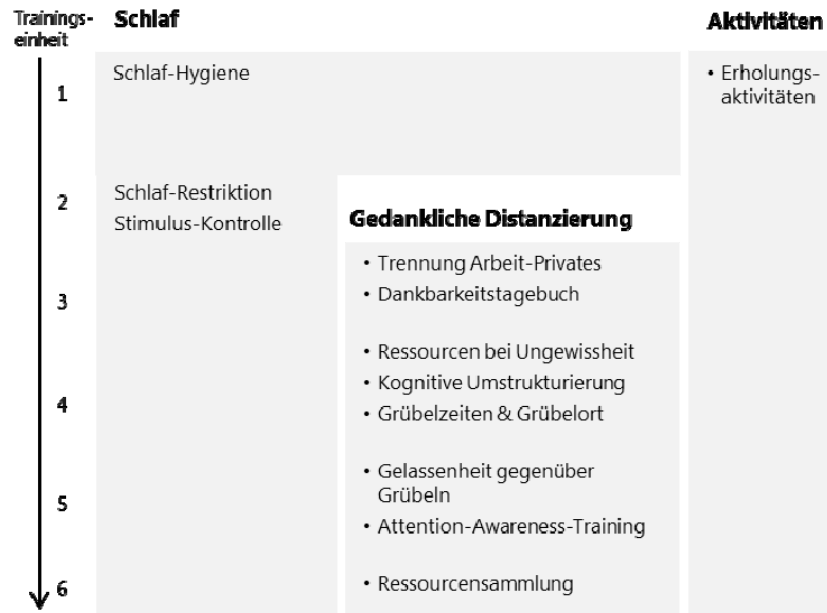 Trainings-
einheit
Schlaf
Aktivitäten
1
Schlaf-Hygiene
• Erholungs-
aktivitäten
2
Schlaf-Restriktion
Stimulus-Kontrolle
Gedankliche Distanzierung
3
• Trennung Arbeit-Privates
• Dankbarkeitstagebuch
4
• Ressourcen bei Ungewissheit
• Kognitive Umstrukturierung
• Grübelzeiten & Grübelort
5
• Gelassenheit gegenüber
Grübeln
• Attention-Awareness-Training
6
• Ressourcensammlung